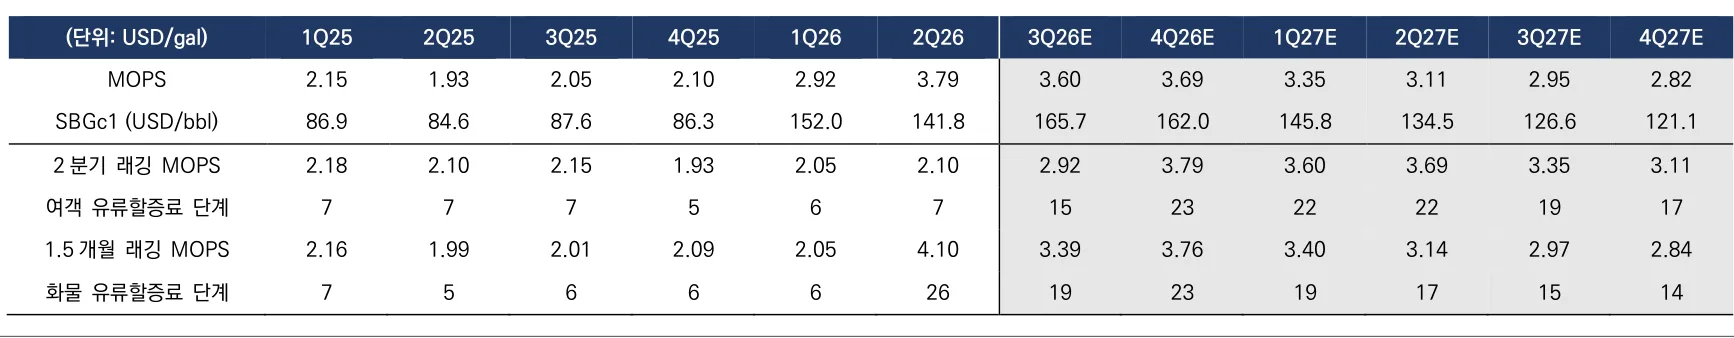 (단위: USD/gal) 1Q25 2Q25 3Q25 4Q25 1Q26 2Q26 3Q26E 4Q26E 1Q27E 2Q27E 3Q27E 4Q27E
MOPS 2.15 1.93 2.05 2.10 2.92 3.79 3.60 3.69 3.35 3.11 2.95 2.82
SBGc1 (USD/bbl) 86.9 84.6 87.6 86.3 152.0 141.8 165.7 162.0 145.8 134.5 126.6 121.1
2분기 래깅 MOPS 2.18 2.10 2.15 1.93 2.05 2.10 2.92 3.79 3.60 3.69 3.35 3.11
여객 유류할증료 단계 7 7 7 5 6 7 15 23 22 22 19 17
1.5개월 래깅 MOPS 2.16 1.99 2.01 2.09 2.05 4.10 3.39 3.76 3.40 3.14 2.97 2.84
화물 유류할증료 단계 7 5 6 6 6 26 19 23 19 17 15 14